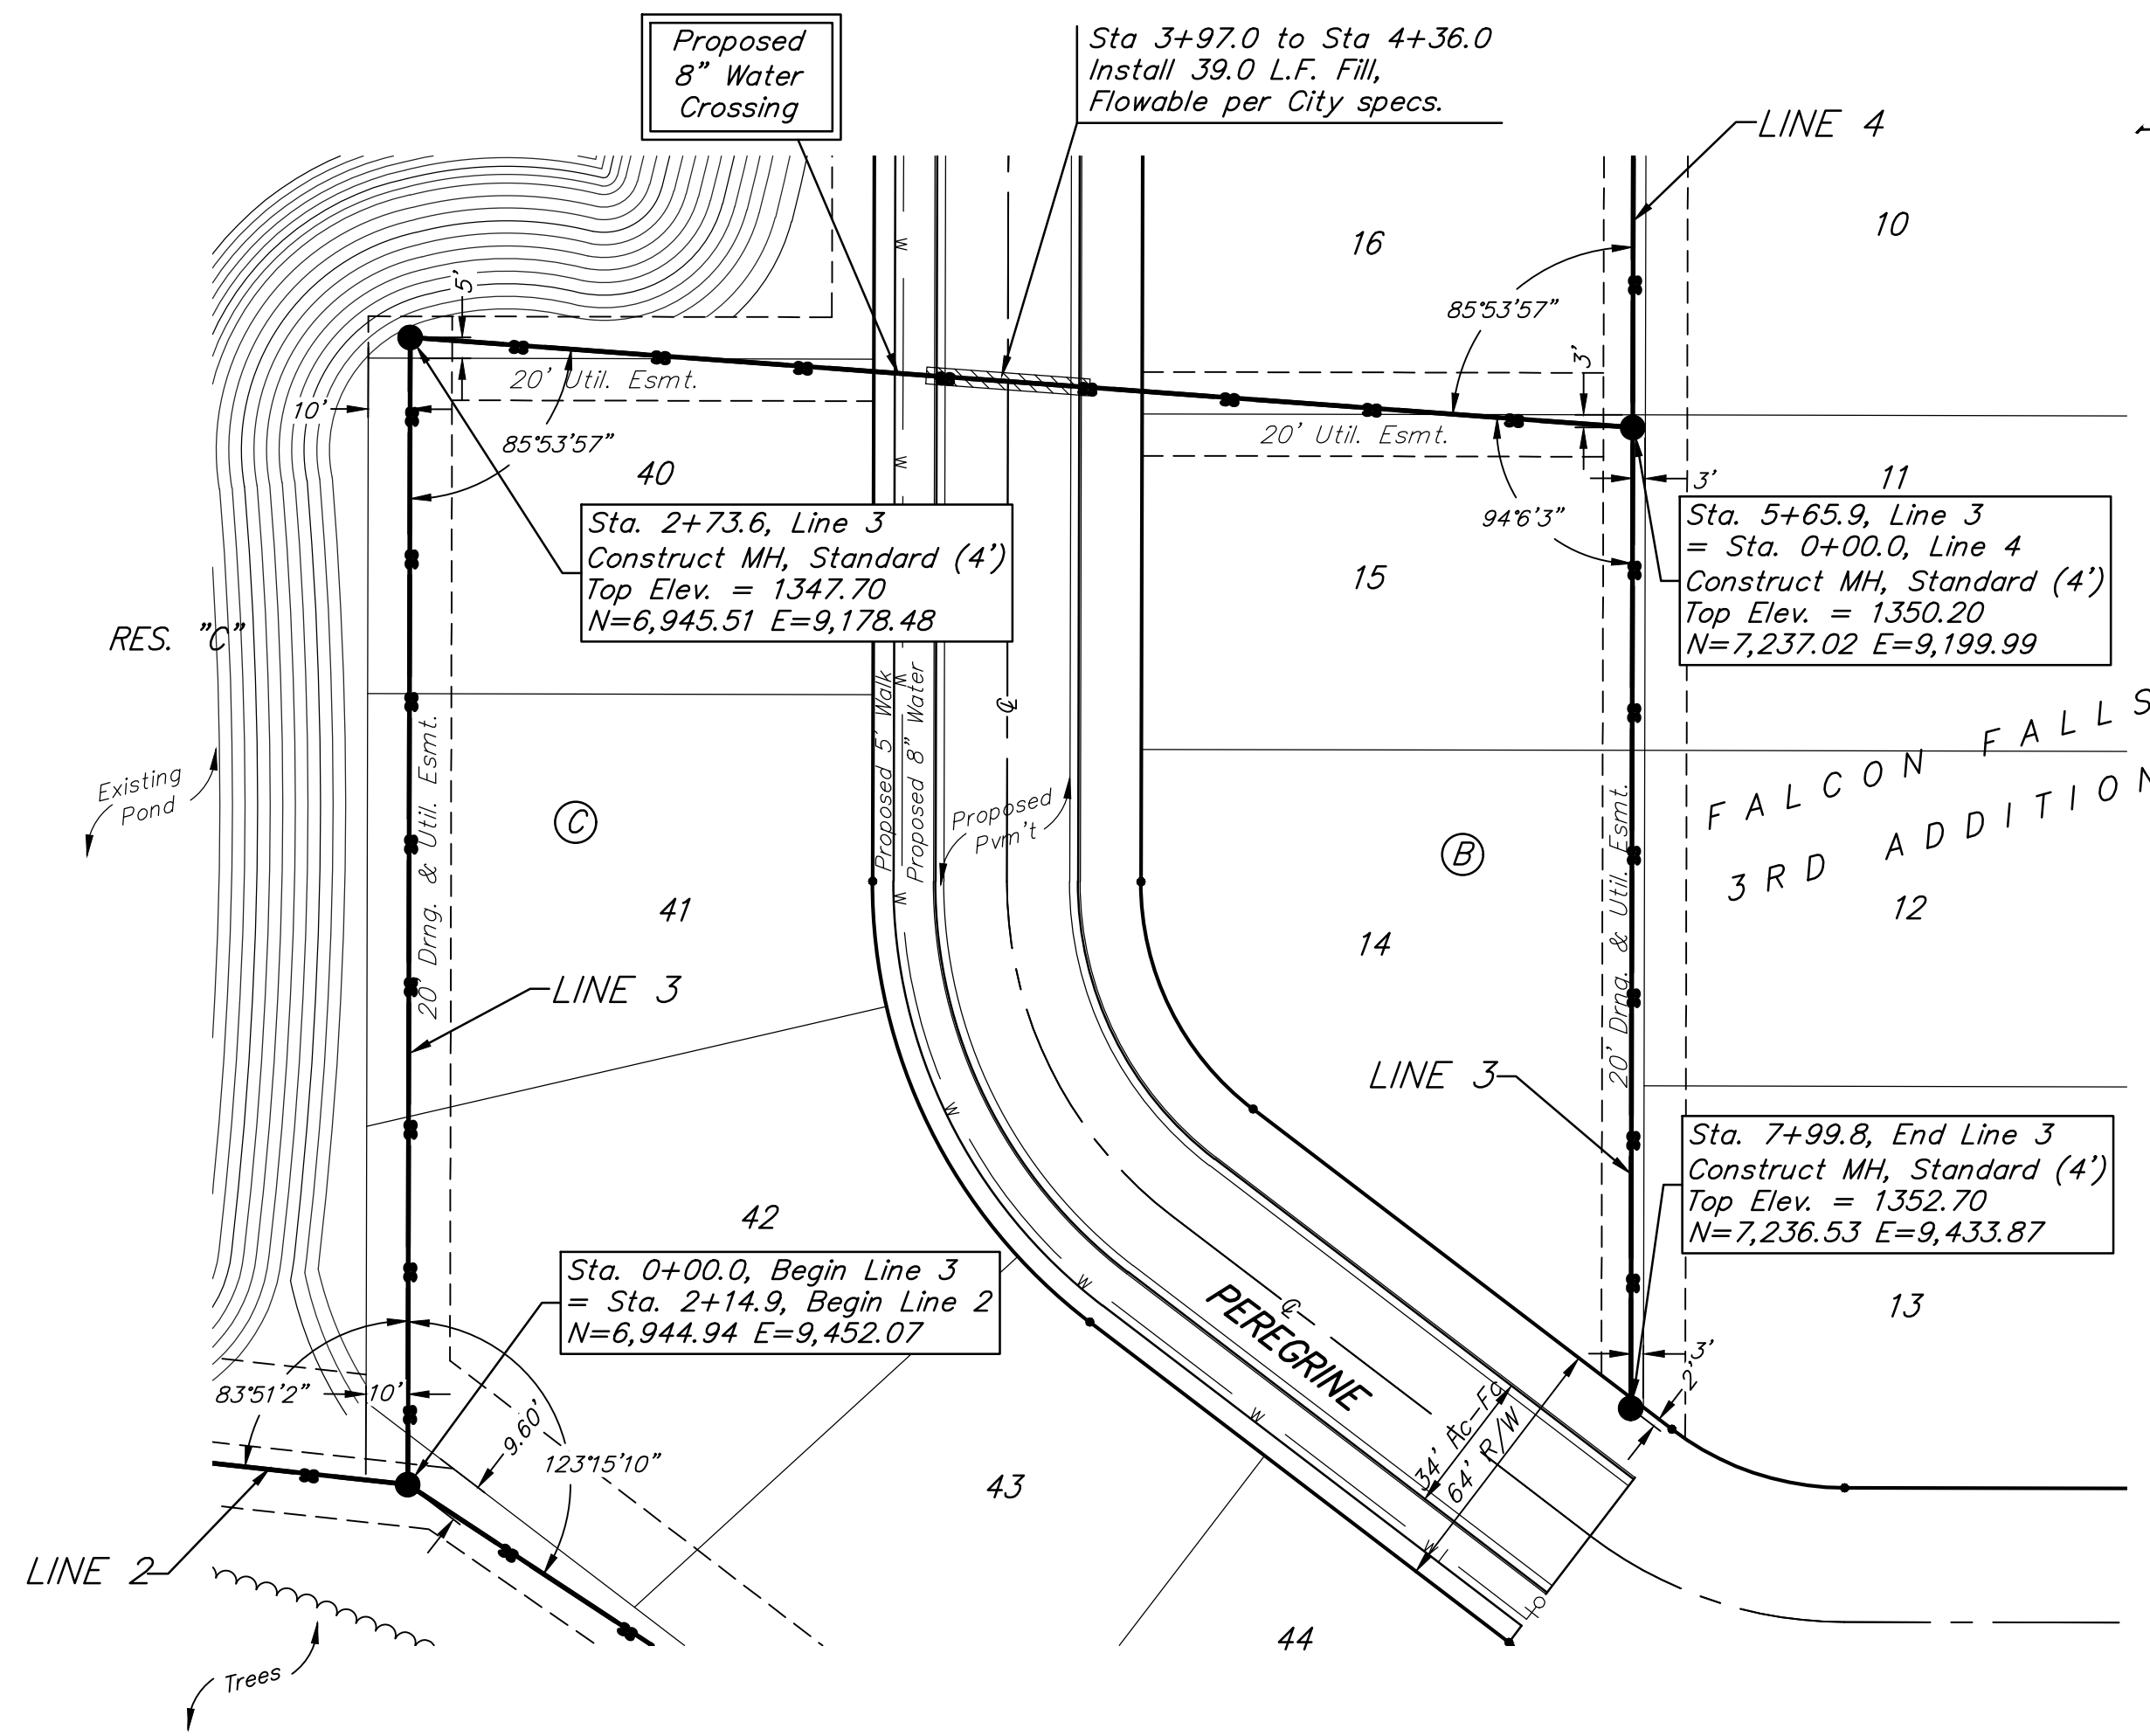 Proposed
8" Water
Crossing
Sta 3+97.0 to Sta 4+36.0
Install 39.0 L.F. Fill,
Flowable per City specs.
LINE 4
10
16
85°53'57"
5'
3'
20' Util. Esmt.
10'
85°53'57"
40
20' Util. Esmt.
3'
11
94°6'3"
Sta. 2+73.6, Line 3
Construct MH, Standard (4')
Top Elev. = 1347.70
N=6,945.51 E=9,178.48
15
Sta. 5+65.9, Line 3
= Sta. 0+00.0, Line 4
Construct MH, Standard (4')
Top Elev. = 1350.20
N=7,237.02 E=9,199.99
RES. "C"
W
W
W
W
W
W
W
W
℄
Existing
Pond
20' Drng. & Util. Esmt.
C
Proposed 5' Walk
Proposed 8" Water
Proposed
Pvm't
B
20' Drng. & Util. Esmt.
FALCON FALLS
3RD ADDITION
12
41
14
LINE 3
LINE 3
42
Sta. 7+99.8, End Line 3
Construct MH, Standard (4')
Top Elev. = 1352.70
N=7,236.53 E=9,433.87
Sta. 0+00.0, Begin Line 3
= Sta. 2+14.9, Begin Line 2
N=6,944.94 E=9,452.07
13
℄
PEREGRINE
3'
2'
83°51'2"
10'
9.60'
123°15'10"
34' Ac-Fc
64' R/W
43
LINE 2
44
Trees